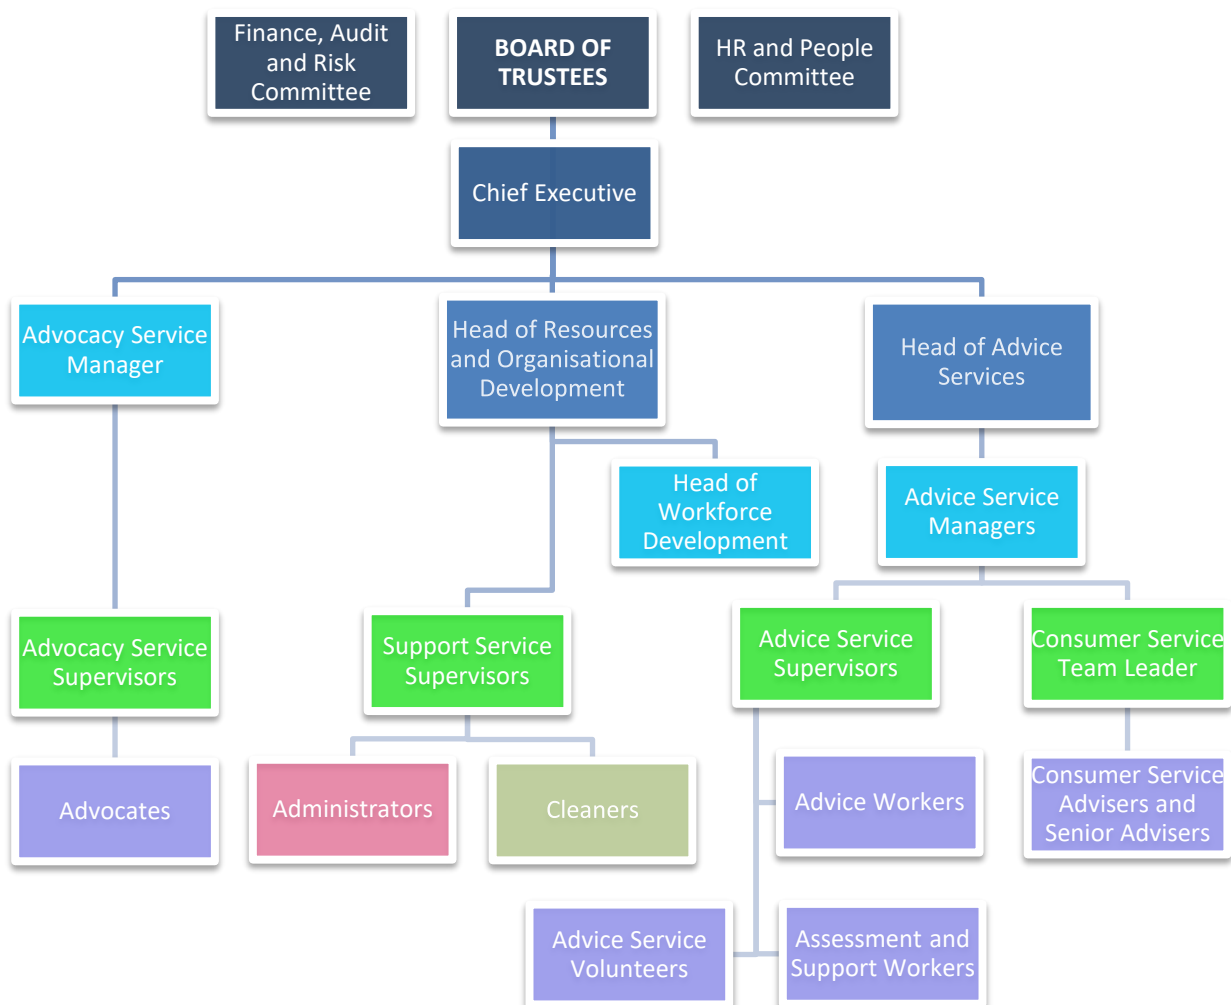 Finance, Audit
and Risk
Committee
BOARD OF
TRUSTEES
HR and People
Committee
Chief Executive
Advocacy Service
Manager
Head of Resources
and Organisational
Development
Head of Advice
Services
Head of
Workforce
Development
Advice Service
Managers
Advocacy Service
Supervisors
Support Service
Supervisors
Advice Service
Supervisors
Consumer Service
Team Leader
Advocates
Administrators
Cleaners
Advice Workers
Consumer Service
Advisers and
Senior Advisers
Advice Service
Volunteers
Assessment and
Support Workers